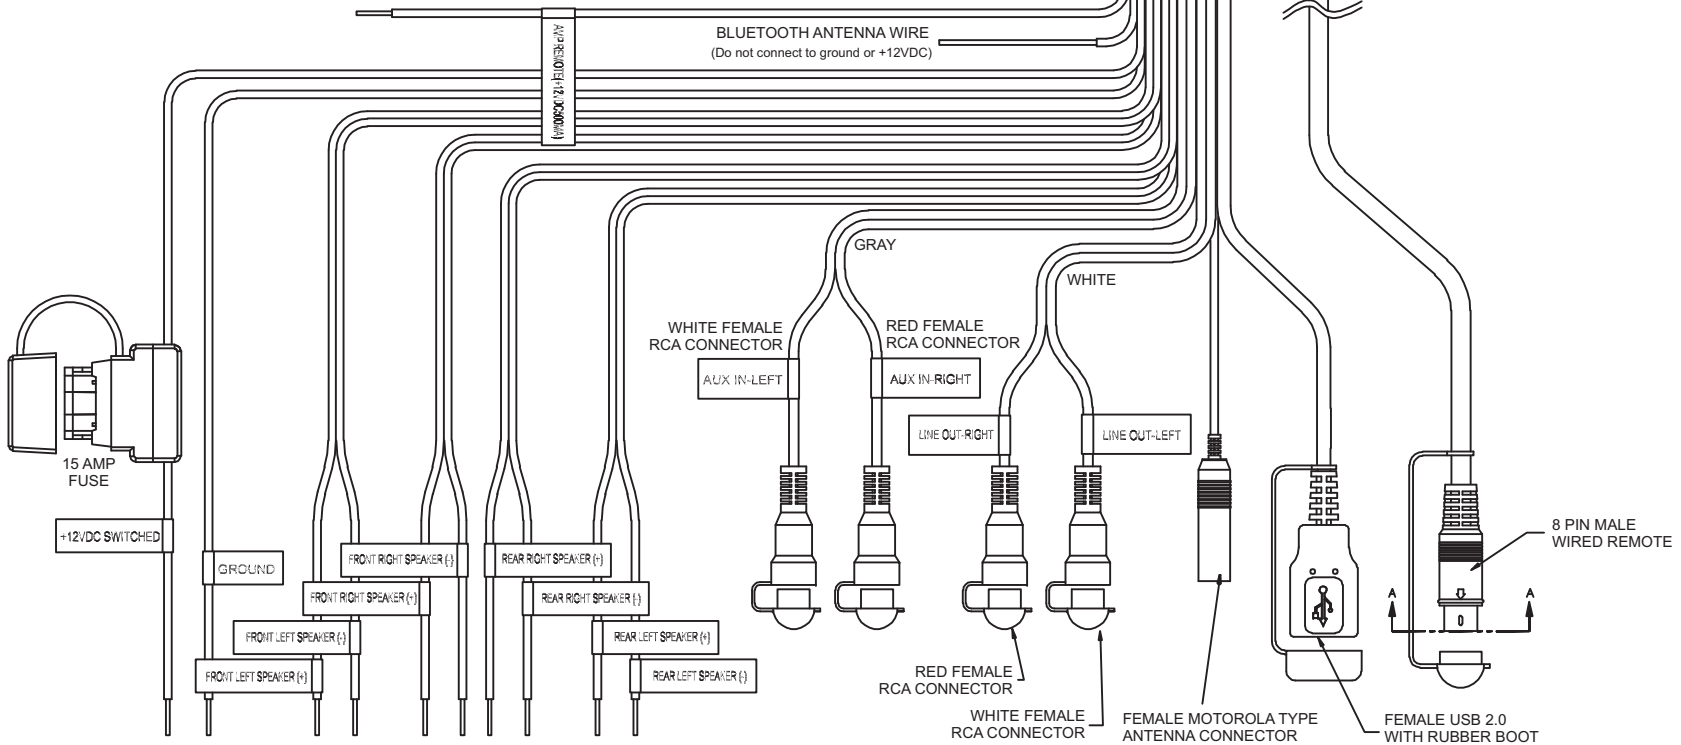 BLUETOOTH ANTENNA WIRE
(Do not connect to ground or +12VDC)
GRAY
WHITE
WHITE FEMALE
RCA CONNECTOR
RED FEMALE
RCA CONNECTOR
AUX IN-LEFT
AUX IN-RIGHT
LINE OUT-RIGHT
LINE OUT-LEFT
15 AMP
FUSE
+12VDC SWITCHED
GROUND
FRONT RIGHT SPEAKER (-)
REAR RIGHT SPEAKER (+)
FRONT RIGHT SPEAKER (+)
REAR RIGHT SPEAKER (-)
FRONT LEFT SPEAKER (-)
REAR LEFT SPEAKER (+)
FRONT LEFT SPEAKER (+)
REAR LEFT SPEAKER (-)
8 PIN MALE
WIRED REMOTE
A
A
RED FEMALE
RCA CONNECTOR
WHITE FEMALE
RCA CONNECTOR
FEMALE MOTOROLA TYPE
ANTENNA CONNECTOR
FEMALE USB 2.0
WITH RUBBER BOOT